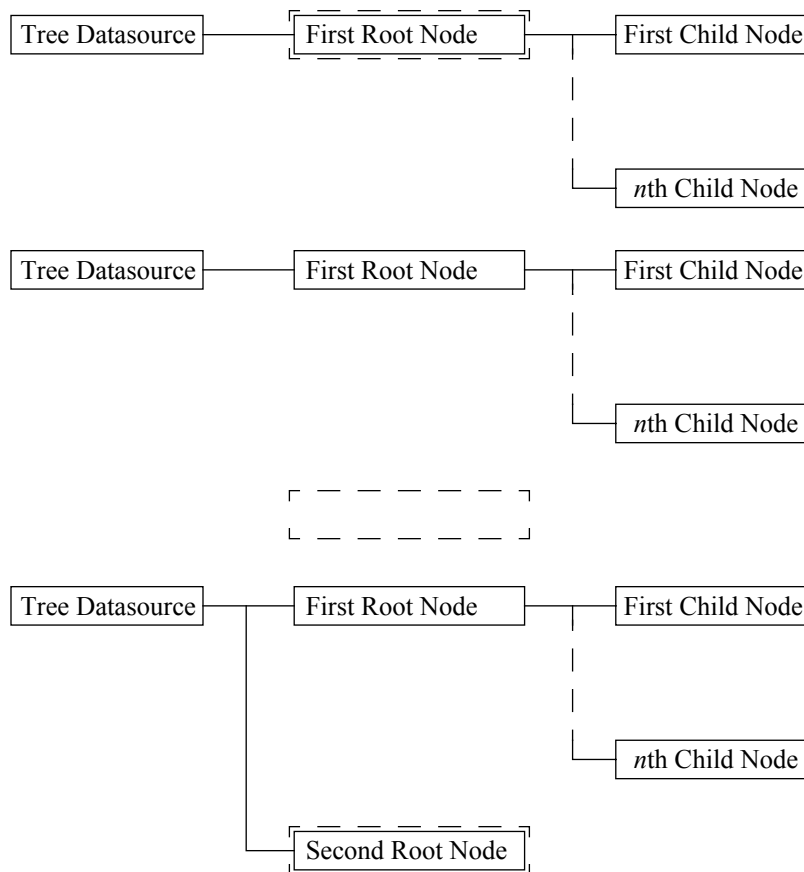 Tree Datasource First Root Node First Child Node
nth Child Node
Tree Datasource First Root Node First Child Node
nth Child Node
Tree Datasource First Root Node First Child Node
nth Child Node
Second Root Node